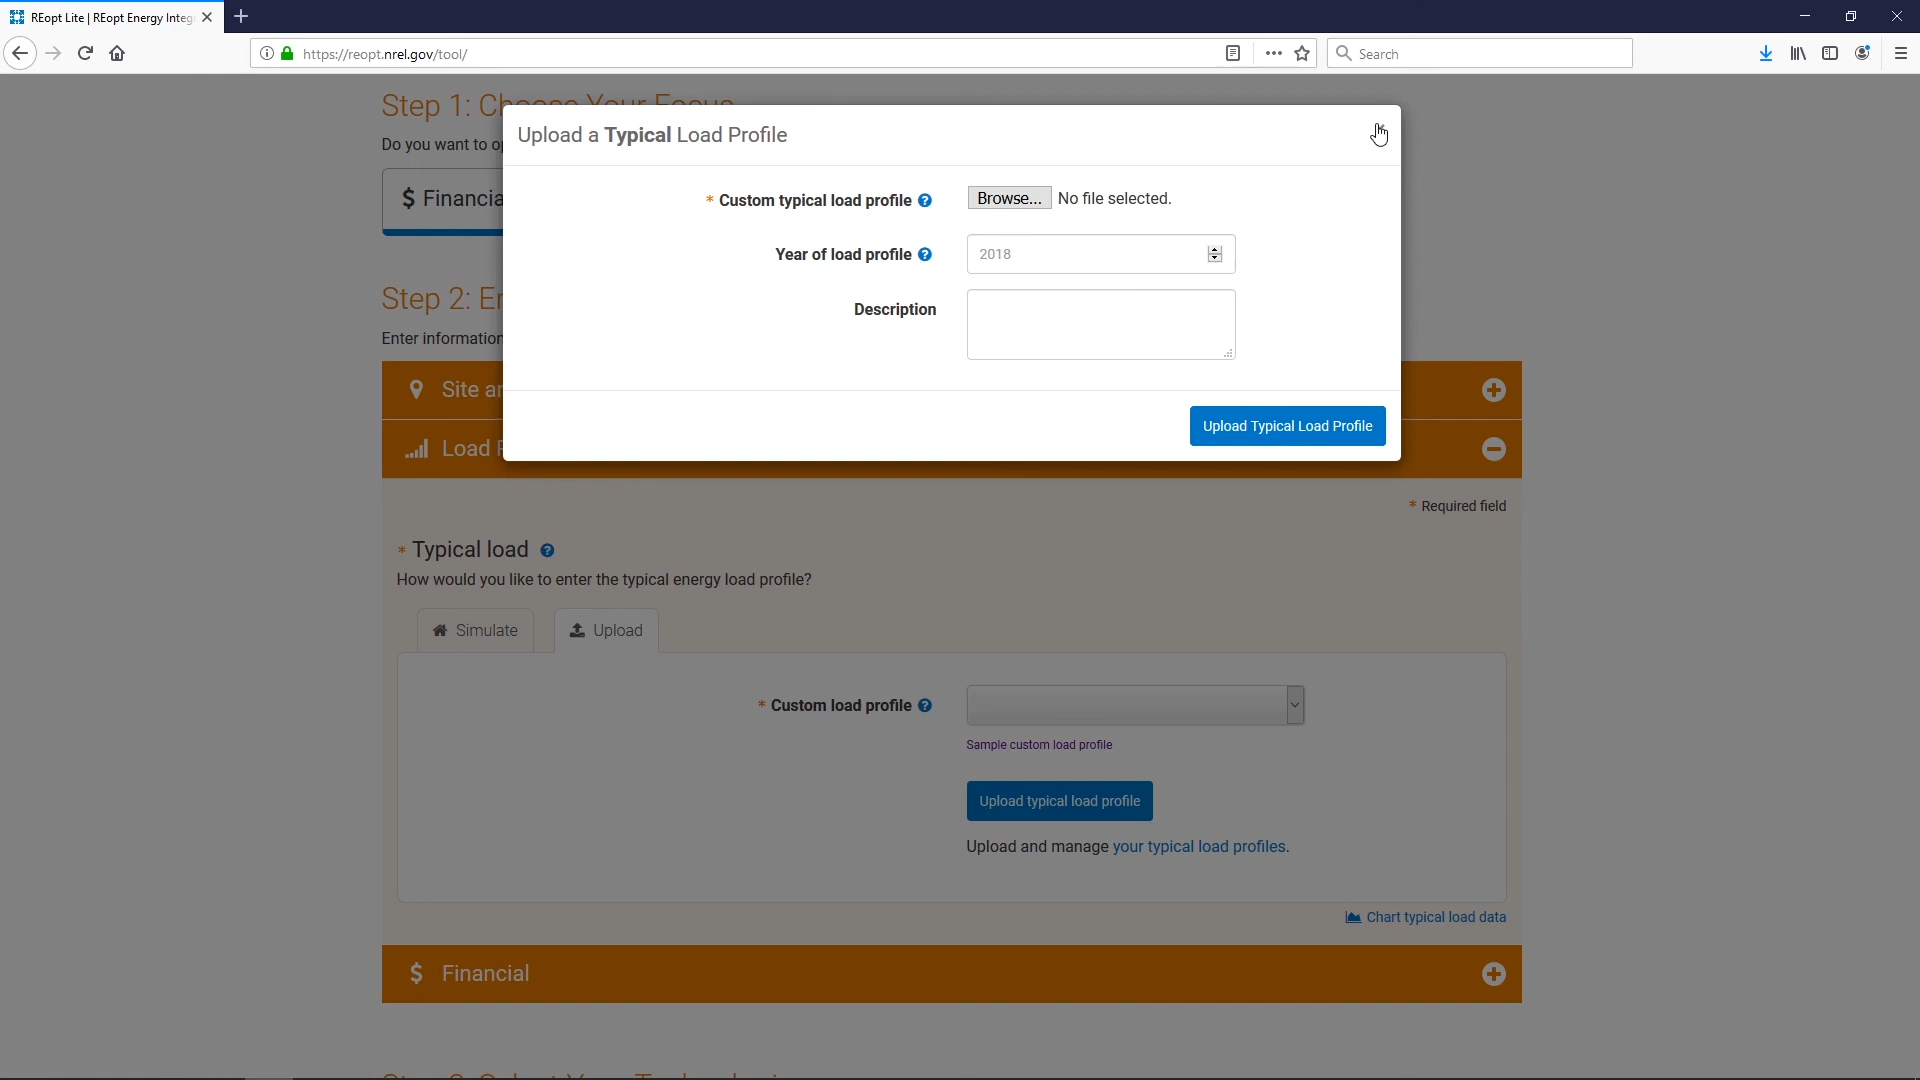 REopt Lite | REopt Energy Integ
https://reopt.nrel.gov/tool/
Search
Step 1: Choose Your Focus
Do you want to o
$ Financia
Upload a Typical Load Profile
* Custom typical load profile
Browse... No file selected.
Year of load profile
2018
Description
Upload Typical Load Profile
Step 2: E
Enter information
Site a
Load
* Required field
* Typical load
How would you like to enter the typical energy load profile?
Simulate
Upload
* Custom load profile
Sample custom load profile
Upload typical load profile
Upload and manage your typical load profiles.
Chart typical load data
$ Financial